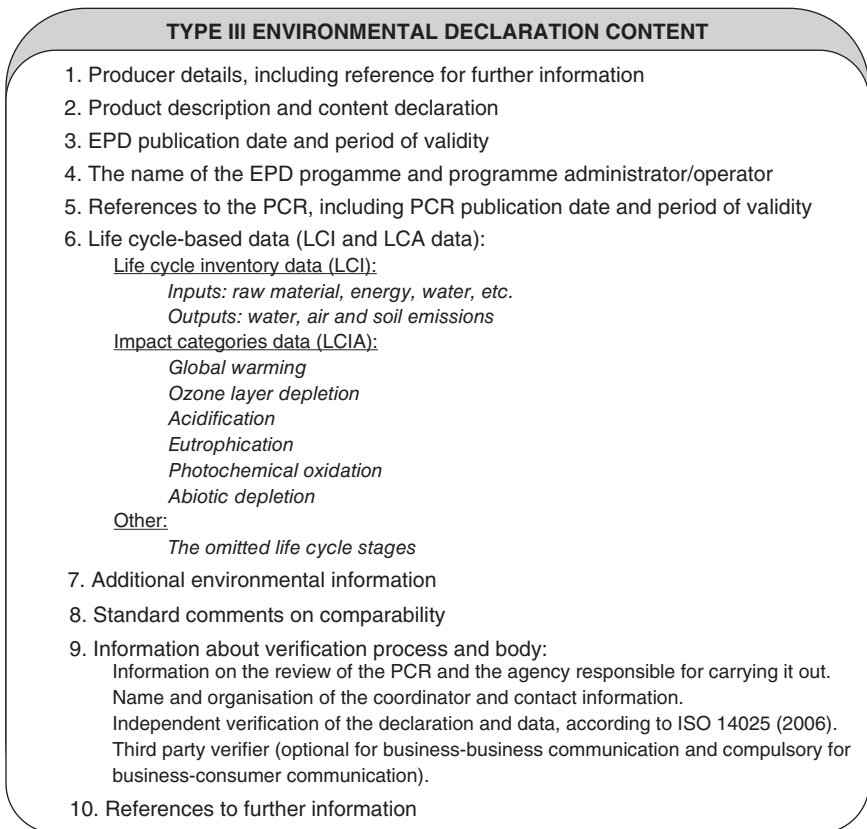 TYPE III ENVIRONMENTAL DECLARATION CONTENT
1. Producer details, including reference for further information
2. Product description and content declaration
3. EPD publication date and period of validity
4. The name of the EPD progamme and programme administrator/operator
5. References to the PCR, including PCR publication date and period of validity
6. Life cycle-based data (LCI and LCA data):
Life cycle inventory data (LCI):
Inputs: raw material, energy, water, etc.
Outputs: water, air and soil emissions
Impact categories data (LCIA):
Global warming
Ozone layer depletion
Acidification
Eutrophication
Photochemical oxidation
Abiotic depletion
Other:
The omitted life cycle stages
7. Additional environmental information
8. Standard comments on comparability
9. Information about verification process and body:
Information on the review of the PCR and the agency responsible for carrying it out.
Name and organisation of the coordinator and contact information.
Independent verification of the declaration and data, according to ISO 14025 (2006).
Third party verifier (optional for business-business communication and compulsory for
business-consumer communication).
10. References to further information